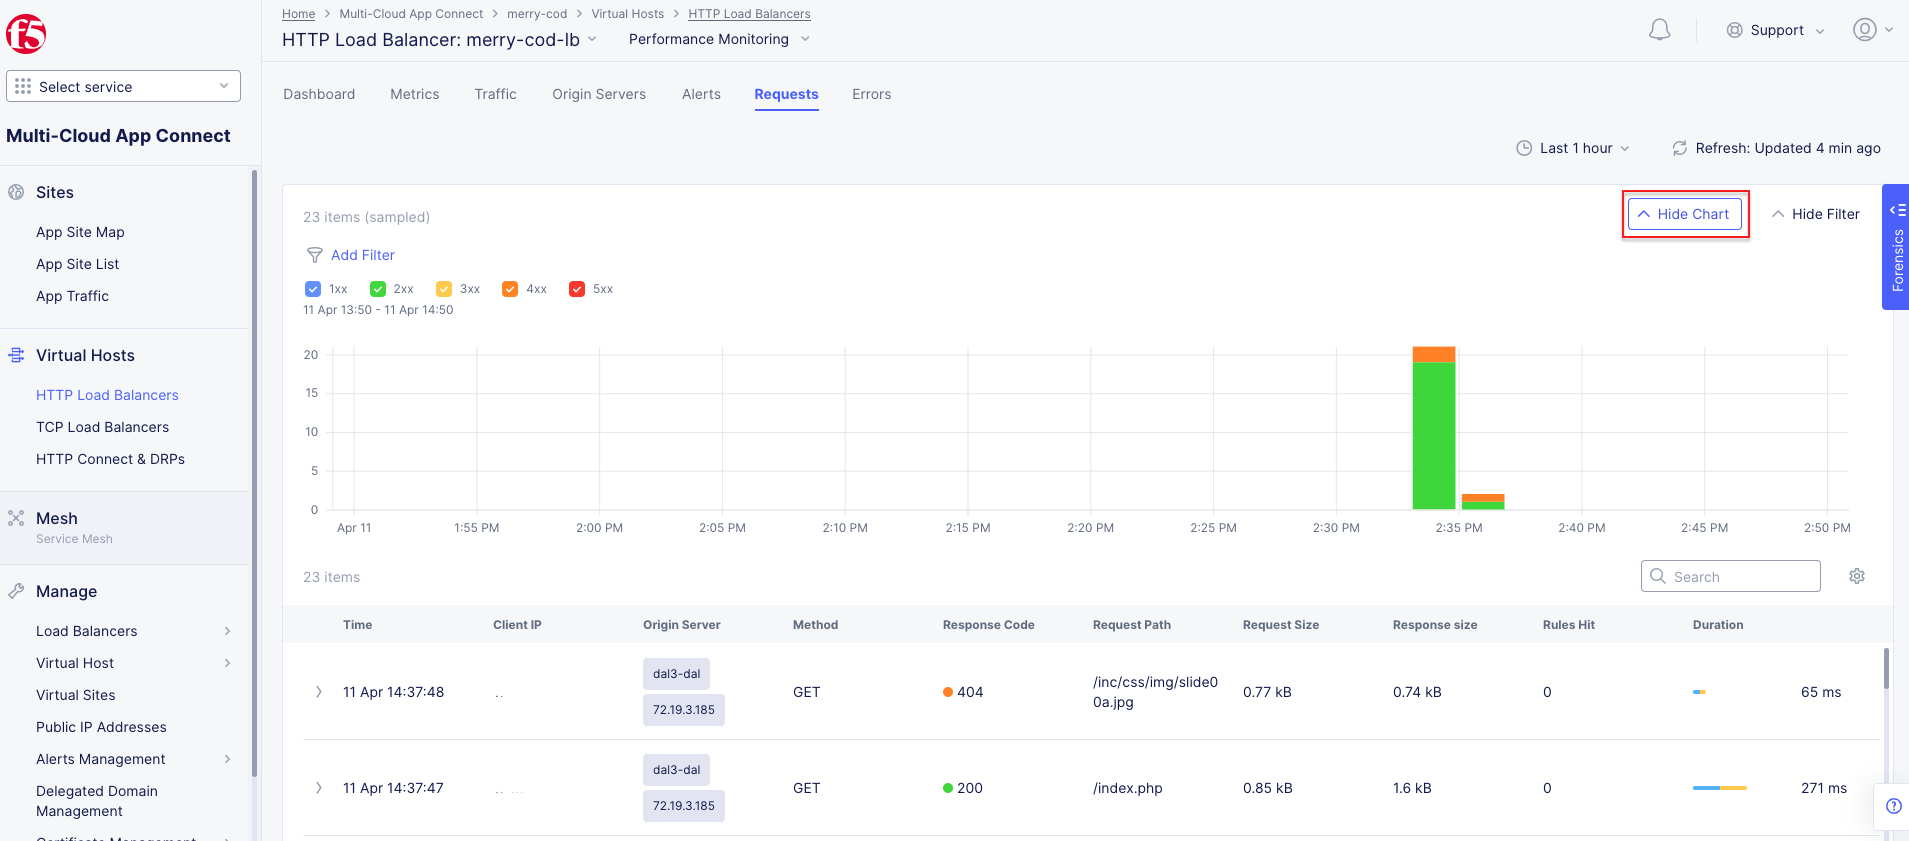 Home > Multi-Cloud App Connect > merry-cod > Virtual Hosts > HTTP Load Balancers
HTTP Load Balancer: merry-cod-lb
Performance Monitoring
Support
f5
Select service
Multi-Cloud App Connect
Sites
App Site Map
App Site List
App Traffic
Virtual Hosts
HTTP Load Balancers
TCP Load Balancers
HTTP Connect & DRPs
Mesh
Service Mesh
Manage
Load Balancers
Virtual Host
Virtual Sites
Public IP Addresses
Alerts Management
Delegated Domain
Management
Certificate Management
Dashboard Metrics Traffic Origin Servers Alerts Requests Errors
Last 1 hour
Refresh: Updated 4 min ago
23 items (sampled)
Hide Chart
Hide Filter
Forensics
Add Filter
1xx 2xx 3xx 4xx 5xx
11 Apr 13:50 - 11 Apr 14:50
20
15
10
5
0
Apr 11 1:55 PM 2:00 PM 2:05 PM 2:10 PM 2:15 PM 2:20 PM 2:25 PM 2:30 PM 2:35 PM 2:40 PM 2:45 PM 2:50 PM
23 items
Search
Time Client IP Origin Server Method Response Code Request Path Request Size Response size Rules Hit Duration
11 Apr 14:37:48
dal3-dal
72.19.3.185
GET
404
/inc/css/img/slide0
0a.jpg
0.77 kB
0.74 kB
0
65 ms
11 Apr 14:37:47
dal3-dal
72.19.3.185
GET
200
/index.php
0.85 kB
1.6 kB
0
271 ms